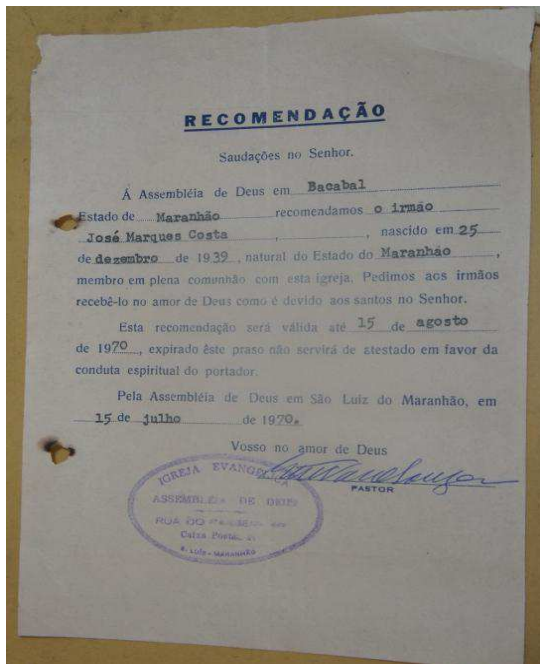 RECOMENDAÇÃO
Saudações no Senhor.
Á Assembléia de Deus em Bacabal
Estado de Maranhão recomendamos o irmão
José Marques Costa , nascido em 25
de dezembro de 1939, natural do Estado do Maranhão ,
membro em plena comunhão com esta igreja. Pedimos aos irmãos
recebê-lo no amor de Deus como é devido aos santos no Senhor.
Esta recomendação será válida até 15 de agosto
de 1970 , expirado êste praso não servirá de atestado em favor da
conduta espiritual do portador.
Pela Assembléia de Deus em São Luiz do Maranhão, em
15 de julho de 1970.
Vosso no amor de Deus
PASTOR
IGREJA EVANGELICA
ASSEMBLEIA DE DEUS
RUA DO
Caixa Postal
S. LUIS - MARANHÃO